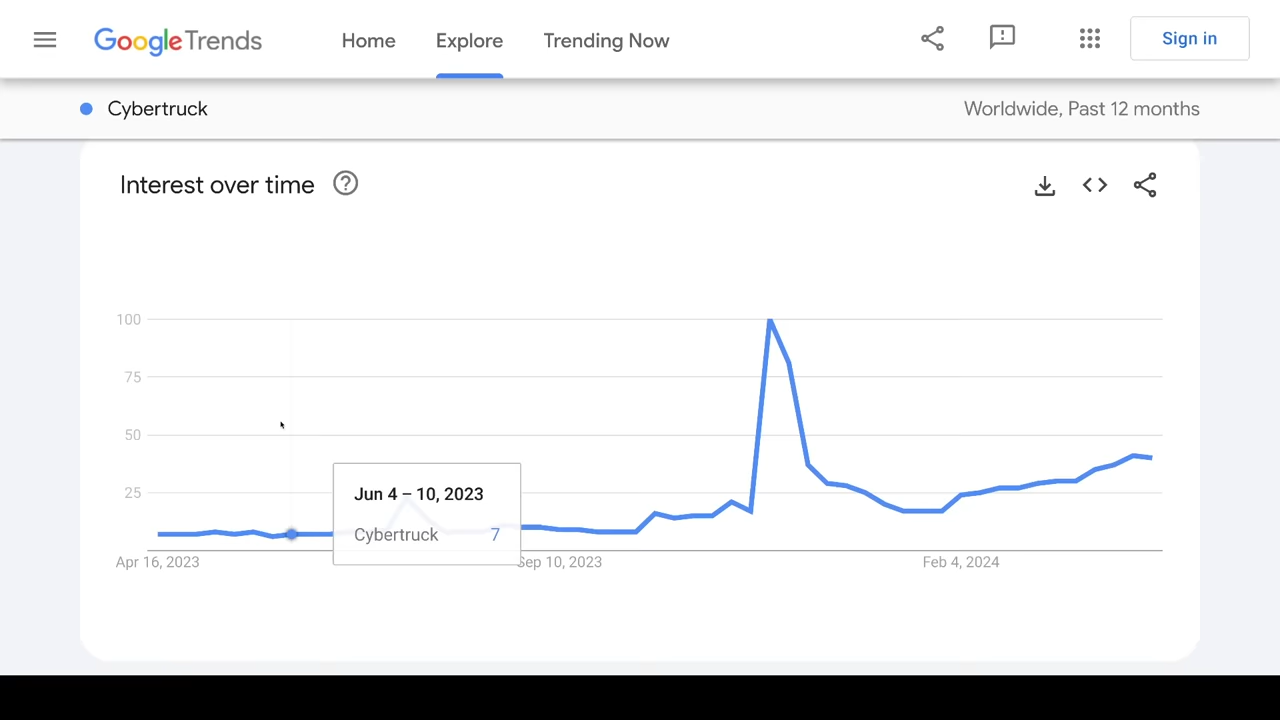 Google Trends Home Explore Trending Now Sign in
Cybertruck Worldwide, Past 12 months
Interest over time ?
100
75
50
25
Jun 4 – 10, 2023
Cybertruck 7
Apr 16, 2023 Sep 10, 2023 Feb 4, 2024